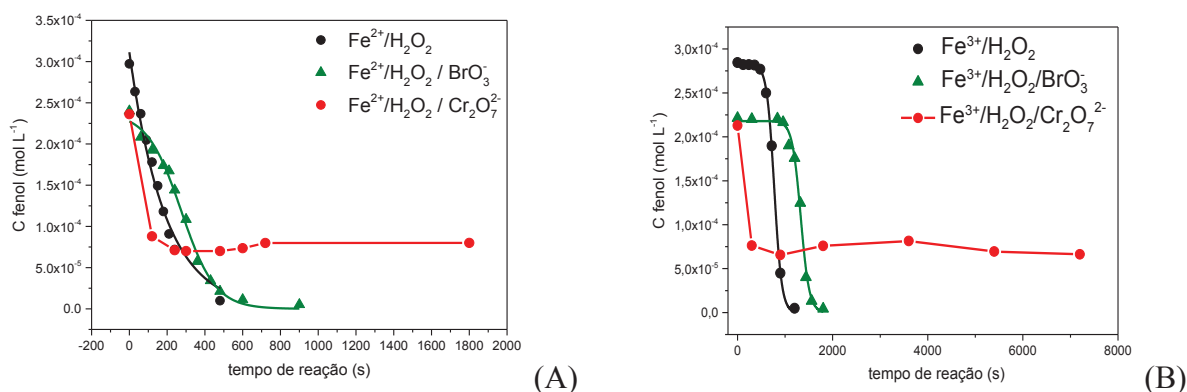 3.5x10⁻⁴
3.0x10⁻⁴
2.5x10⁻⁴
2.0x10⁻⁴
1.5x10⁻⁴
1.0x10⁻⁴
5.0x10⁻⁵
0.0
C fenol (mol L⁻¹)
Fe²⁺/H₂O₂
Fe²⁺/H₂O₂ / BrO₃⁻
Fe²⁺/H₂O₂ / Cr₂O₇²⁻
-200 0 200 400 600 800 1000 1200 1400 1600 1800 2000
tempo de reação (s)
(A)
3,0x10⁻⁴
2,5x10⁻⁴
2,0x10⁻⁴
1,5x10⁻⁴
1,0x10⁻⁴
5,0x10⁻⁵
0,0
C fenol (mol L⁻¹)
Fe³⁺/H₂O₂
Fe³⁺/H₂O₂/BrO₃⁻
Fe³⁺/H₂O₂/Cr₂O₇²⁻
0 2000 4000 6000 8000
tempo de reação (s)
(B)